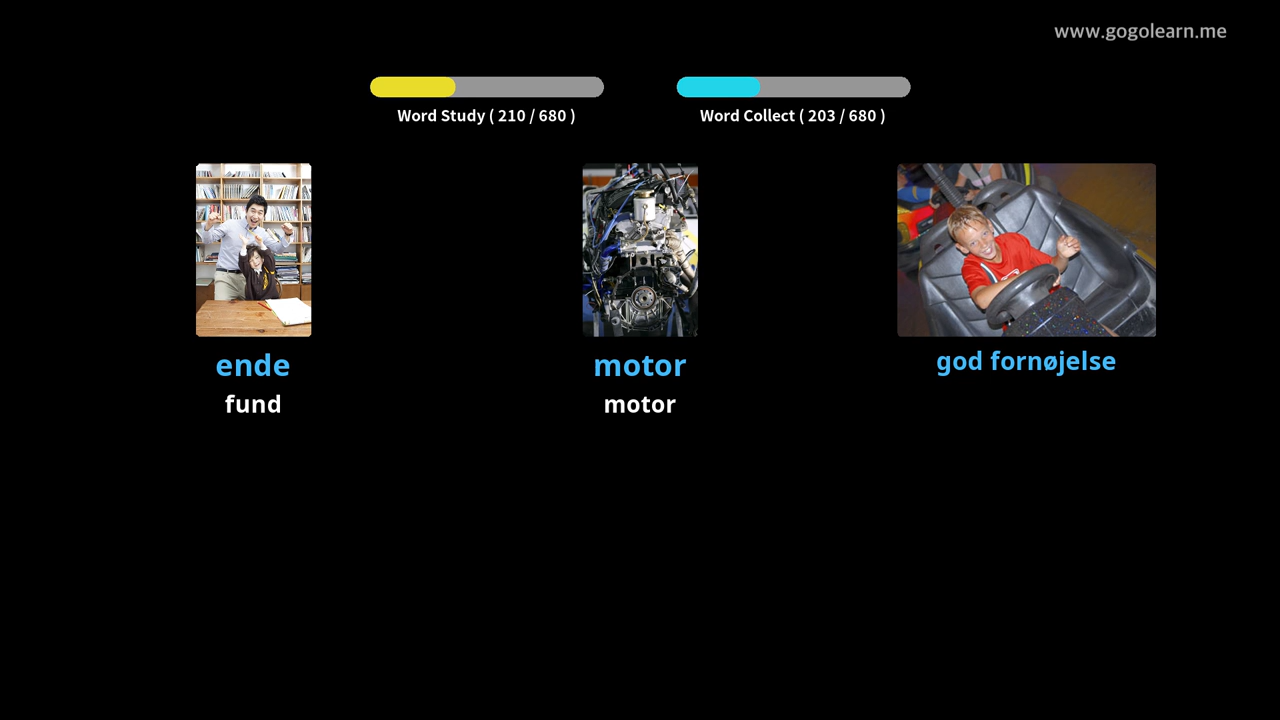 www.gogolearn.me
Word Study ( 210 / 680 )
Word Collect ( 203 / 680 )
ende
fund
motor
motor
god fornøjelse